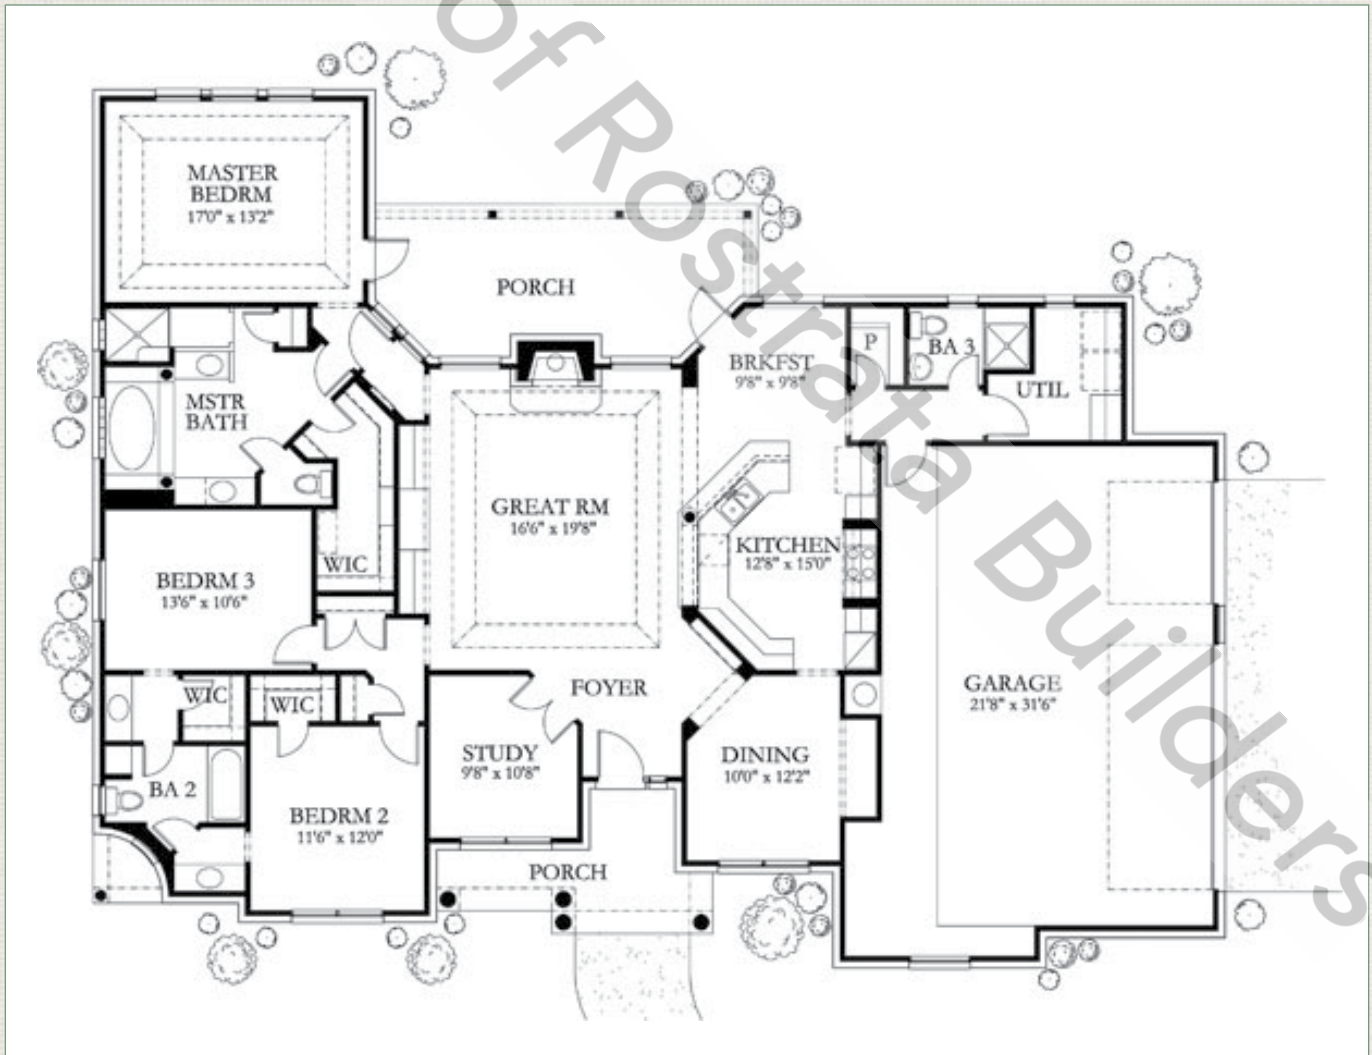 of Rostrata Builders
MASTER
BEDRM
17'0" x 13'2"
PORCH
BRKFST
9'8" x 9'8"
P
BA 3
UTIL
MSTR
BATH
GREAT RM
16'6" x 19'8"
KITCHEN
12'8" x 15'0"
WIC
BEDRM 3
13'6" x 10'6"
WIC
WIC
FOYER
GARAGE
21'8" x 31'6"
STUDY
9'8" x 10'8"
DINING
10'0" x 12'2"
BA 2
BEDRM 2
11'6" x 12'0"
PORCH